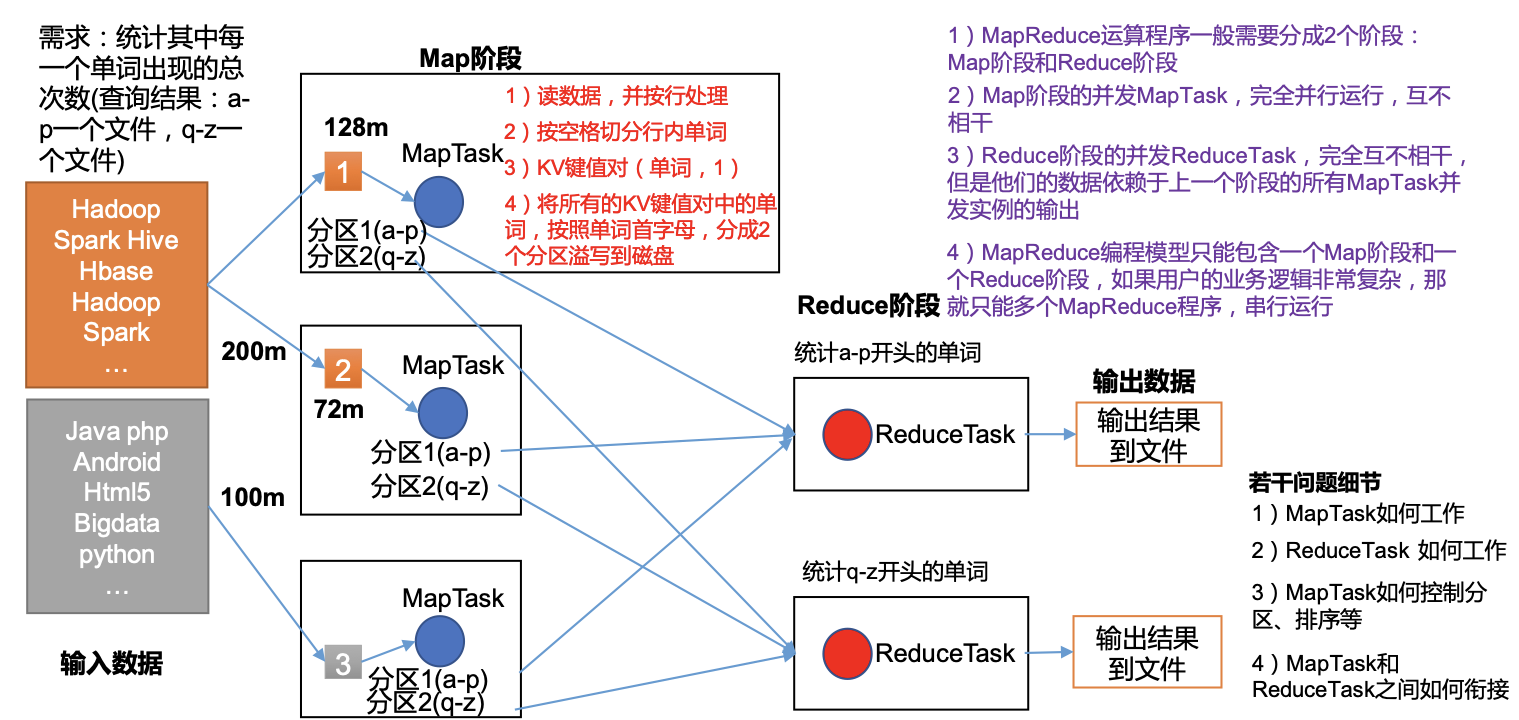 需求：统计其中每
一个单词出现的总
次数(查询结果：a-
p一个文件，q-z一
个文件)
Hadoop
Spark Hive
Hbase
Hadoop
Spark
…
Java php
Android
Html5
Bigdata
python
…
输入数据
200m
100m
Map阶段
128m
1
MapTask
分区1(a-p)
分区2(q-z)
1）读数据，并按行处理
2）按空格切分行内单词
3）KV键值对（单词，1）
4）将所有的KV键值对中的单
词，按照单词首字母，分成2
个分区溢写到磁盘
2
72m
MapTask
分区1(a-p)
分区2(q-z)
3
MapTask
分区1(a-p)
分区2(q-z)
1）MapReduce运算程序一般需要分成2个阶段：
Map阶段和Reduce阶段
2）Map阶段的并发MapTask，完全并行运行，互不
相干
3）Reduce阶段的并发ReduceTask，完全互不相干，
但是他们的数据依赖于上一个阶段的所有MapTask并
发实例的输出
4）MapReduce编程模型只能包含一个Map阶段和一
个Reduce阶段，如果用户的业务逻辑非常复杂，那
就只能多个MapReduce程序，串行运行
Reduce阶段
统计a-p开头的单词
ReduceTask
统计q-z开头的单词
ReduceTask
输出数据
输出结果
到文件
输出结果
到文件
若干问题细节
1）MapTask如何工作
2）ReduceTask 如何工作
3）MapTask如何控制分
区、排序等
4）MapTask和
ReduceTask之间如何衔接